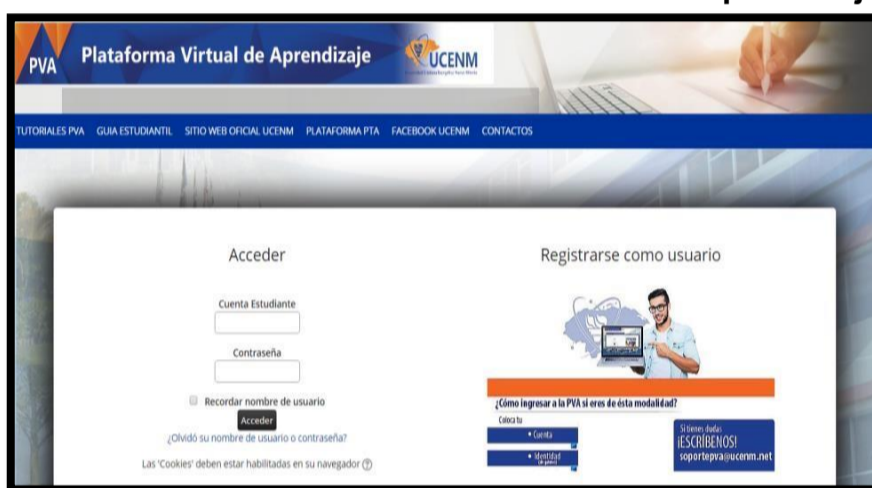 PVA
Plataforma Virtual de Aprendizaje
UCENM
TUTORIALES PVA GUIA ESTUDIANTIL SITIO WEB OFICIAL UCENM PLATAFORMA PTA FACEBOOK UCENM CONTACTOS
Acceder
Cuenta Estudiante
Contraseña
Recordar nombre de usuario
Acceder
¿Olvidó su nombre de usuario o contraseña?
Las 'Cookies' deben estar habilitadas en su navegador
Registrarse como usuario
¿Cómo ingresar a la PVA si eres de ésta modalidad?
Coloca tu
• Cuenta
• Identidad
Si tienes dudas
¡ESCRÍBENOS!
soportepva@ucenm.net